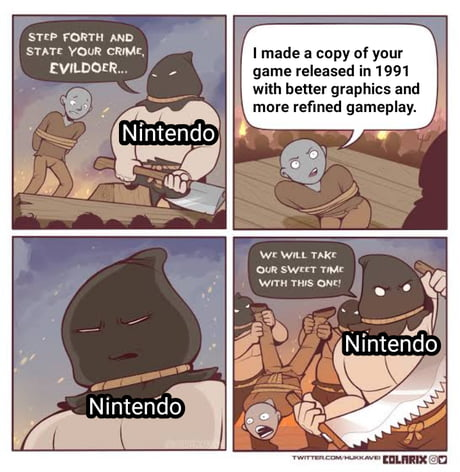 STEP FORTH AND
STATE YOUR CRIME,
EVILDOER...
Nintendo
I made a copy of your
game released in 1991
with better graphics and
more refined gameplay.
Nintendo
WE WILL TAKE
OUR SWEET TIME
WITH THIS ONE!
Nintendo
TWITTER.COM/HUKKAVEI COLARIX